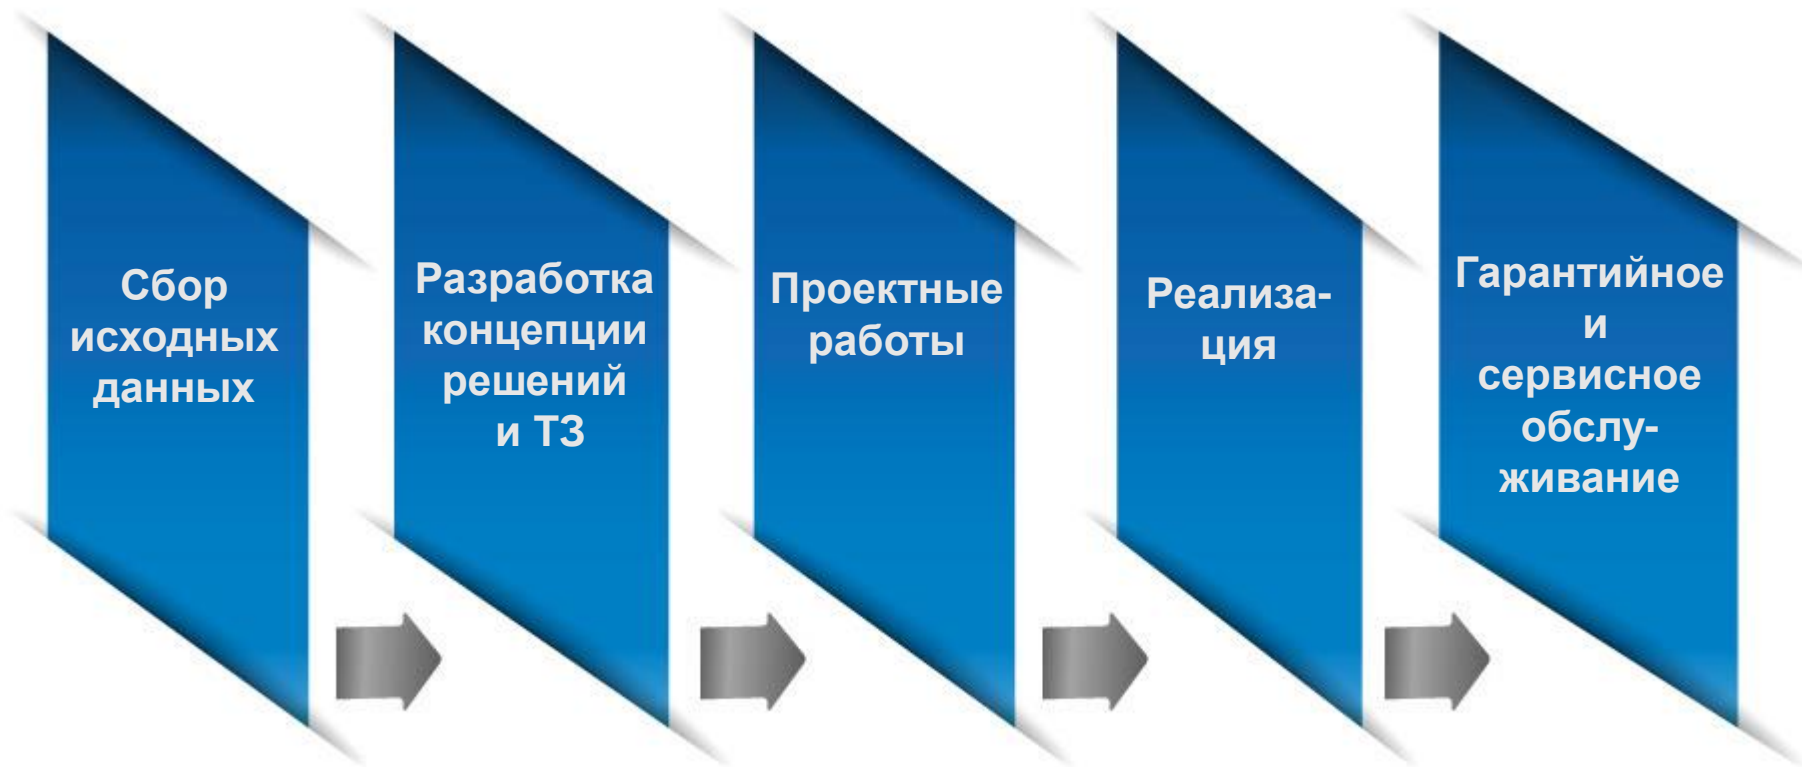 Сбор
исходных
данных
Разработка
концепции
решений
и ТЗ
Проектные
работы
Реализа-
ция
Гарантийное
и
сервисное
обслу-
живание